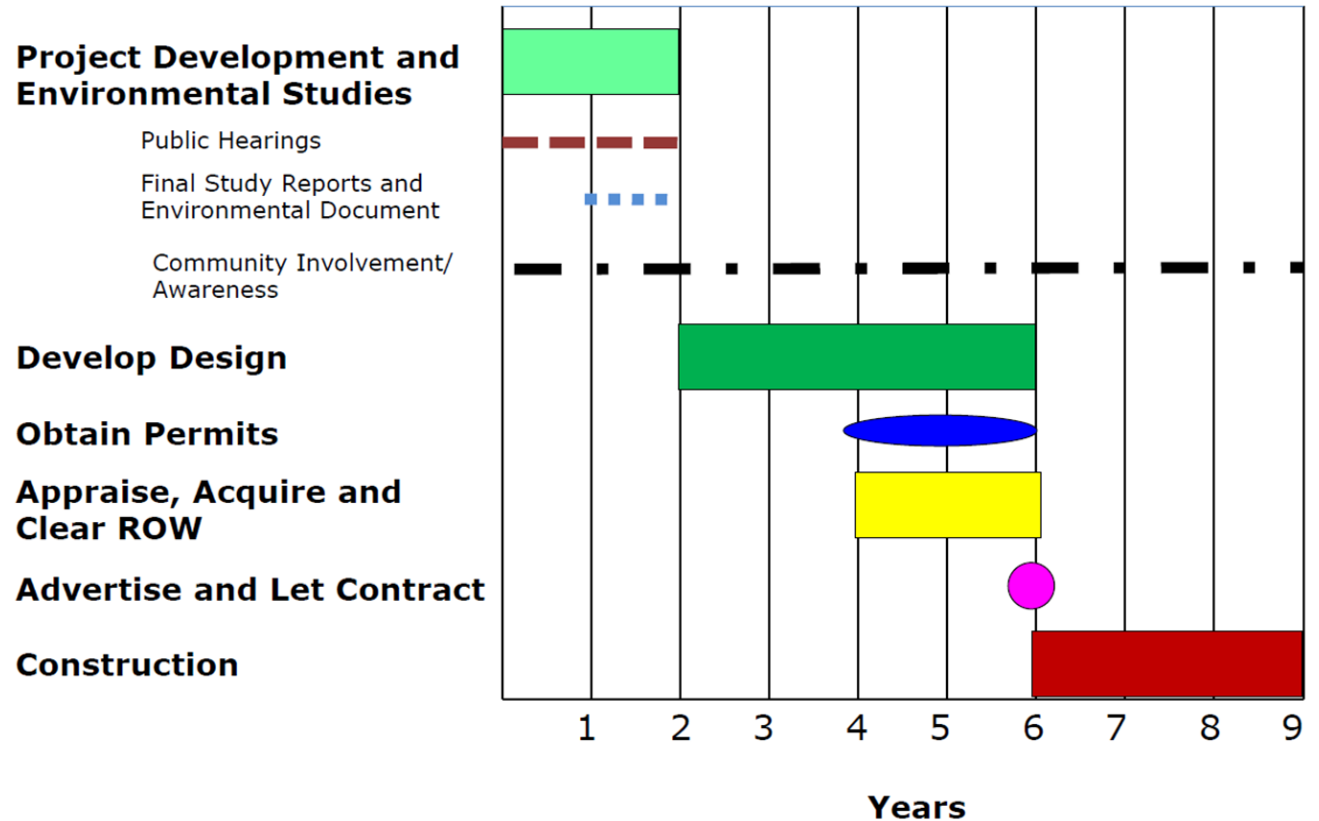 Project Development and
Environmental Studies
Public Hearings
Final Study Reports and
Environmental Document
Community Involvement/
Awareness
Develop Design
Obtain Permits
Appraise, Acquire and
Clear ROW
Advertise and Let Contract
Construction
1 2 3 4 5 6 7 8 9
Years